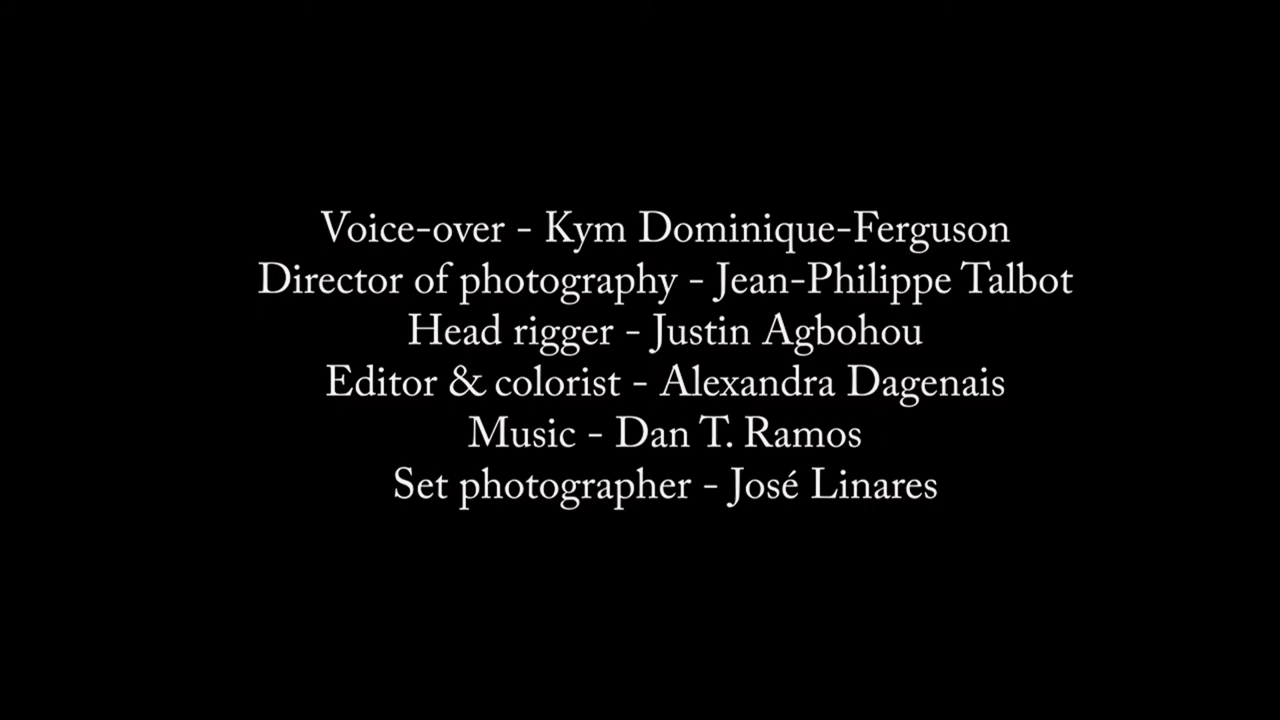 Voice-over - Kym Dominique-Ferguson
Director of photography - Jean-Philippe Talbot
Head rigger - Justin Agbohou
Editor & colorist - Alexandra Dagenais
Music - Dan T. Ramos
Set photographer - José Linares